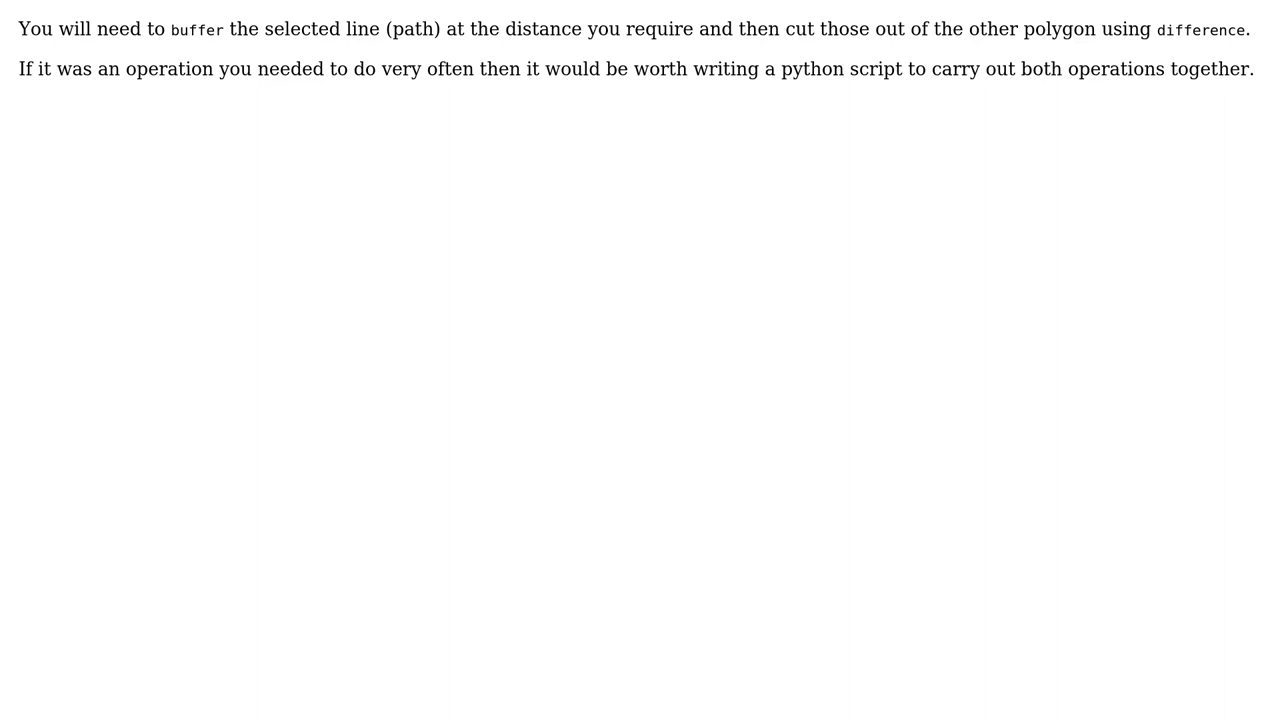 You will need to buffer the selected line (path) at the distance you require and then cut those out of the other polygon using difference.
If it was an operation you needed to do very often then it would be worth writing a python script to carry out both operations together.